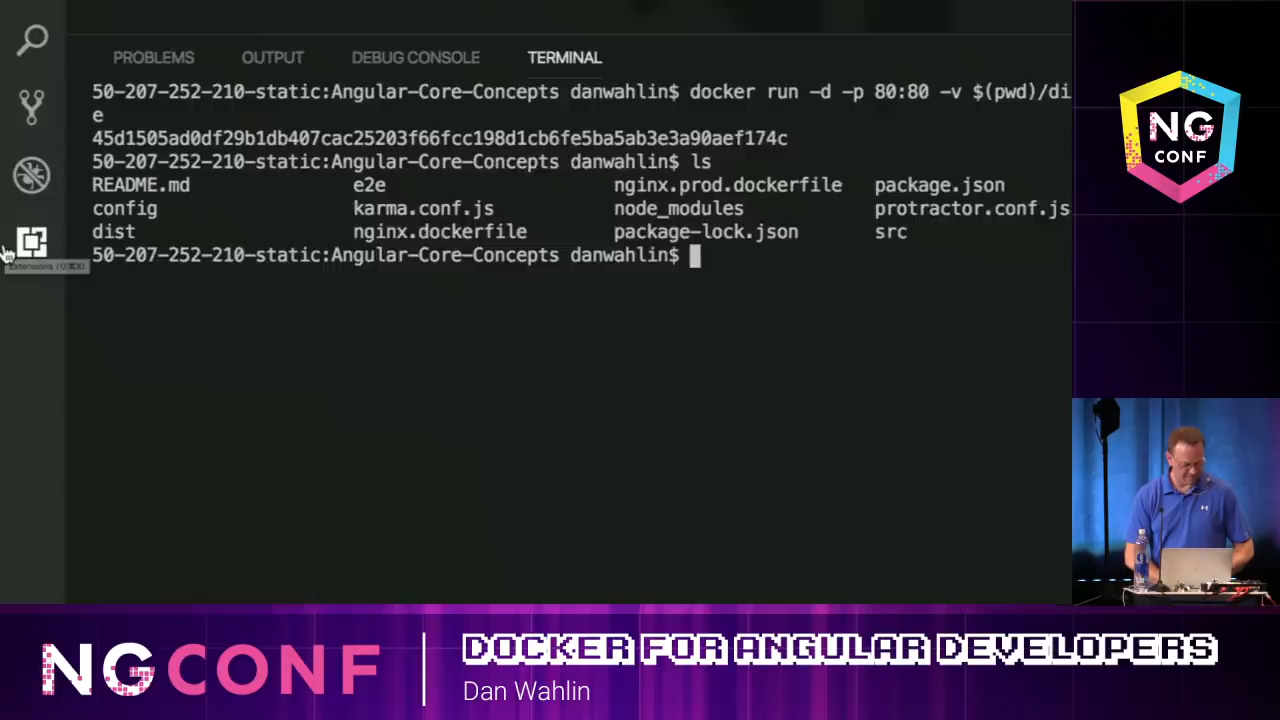 PROBLEMS OUTPUT DEBUG CONSOLE TERMINAL
50-207-252-210-static:Angular-Core-Concepts danwahlin$ docker run -d -p 80:80 -v $(pwd)/di
e
45d1505ad0df29b1db407cac25203f66fcc198d1cb6fe5ba5ab3e3a90aef174c
50-207-252-210-static:Angular-Core-Concepts danwahlin$ ls
README.md e2e nginx.prod.dockerfile package.json
config karma.conf.js node_modules protractor.conf.js
dist nginx.dockerfile package-lock.json src
50-207-252-210-static:Angular-Core-Concepts danwahlin$
Extensions (⇧⌘X)
NG
CONF
NGCONF
DOCKER FOR ANGULAR DEVELOPERS
Dan Wahlin